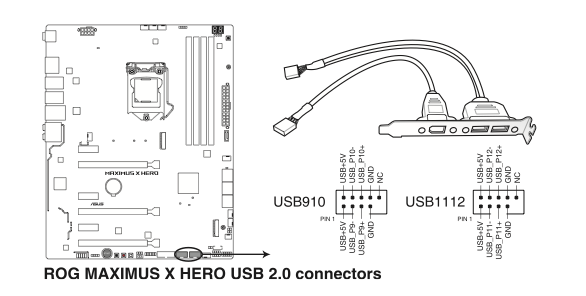 MAXIMUS X HERO
/ISUS
USB+5V
USB_P10-
USB_P10+
GND
NC
USB910
PIN 1
USB+5V
USB_P9-
USB_P9+
GND
USB+5V
USB_P12-
USB_P12+
GND
NC
USB1112
PIN 1
USB+5V
USB_P11-
USB_P11+
GND
ROG MAXIMUS X HERO USB 2.0 connectors